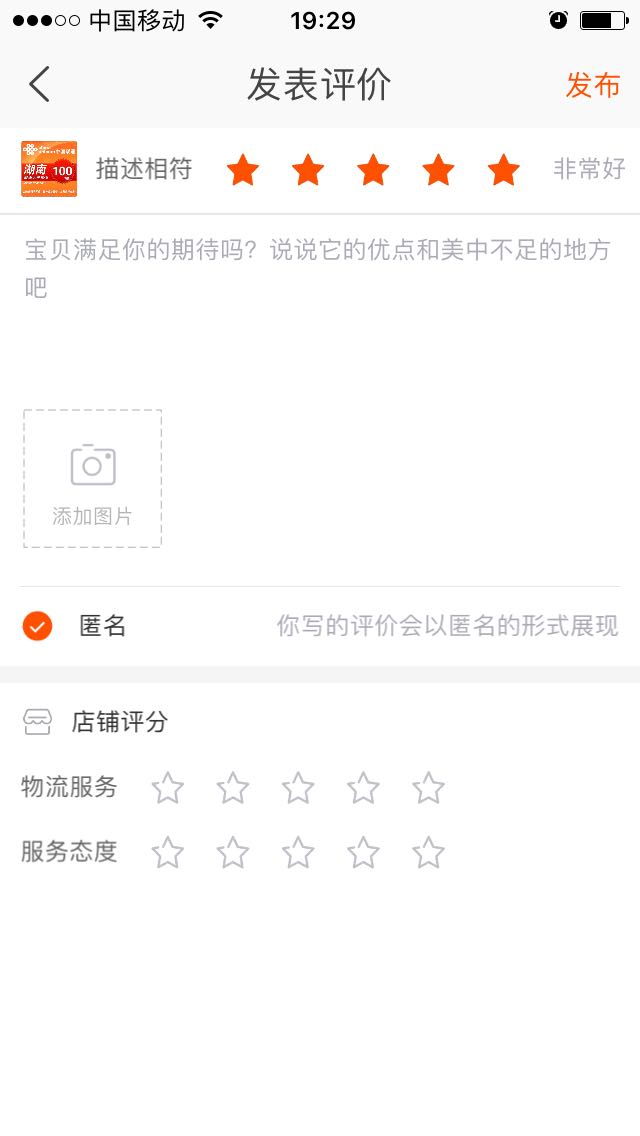 中国移动 19:29
发表评价 发布
湖南 100
描述相符 非常好
宝贝满足你的期待吗？说说它的优点和美中不足的地方
吧
添加图片
匿名 你写的评价会以匿名的形式展现
店铺评分
物流服务
服务态度